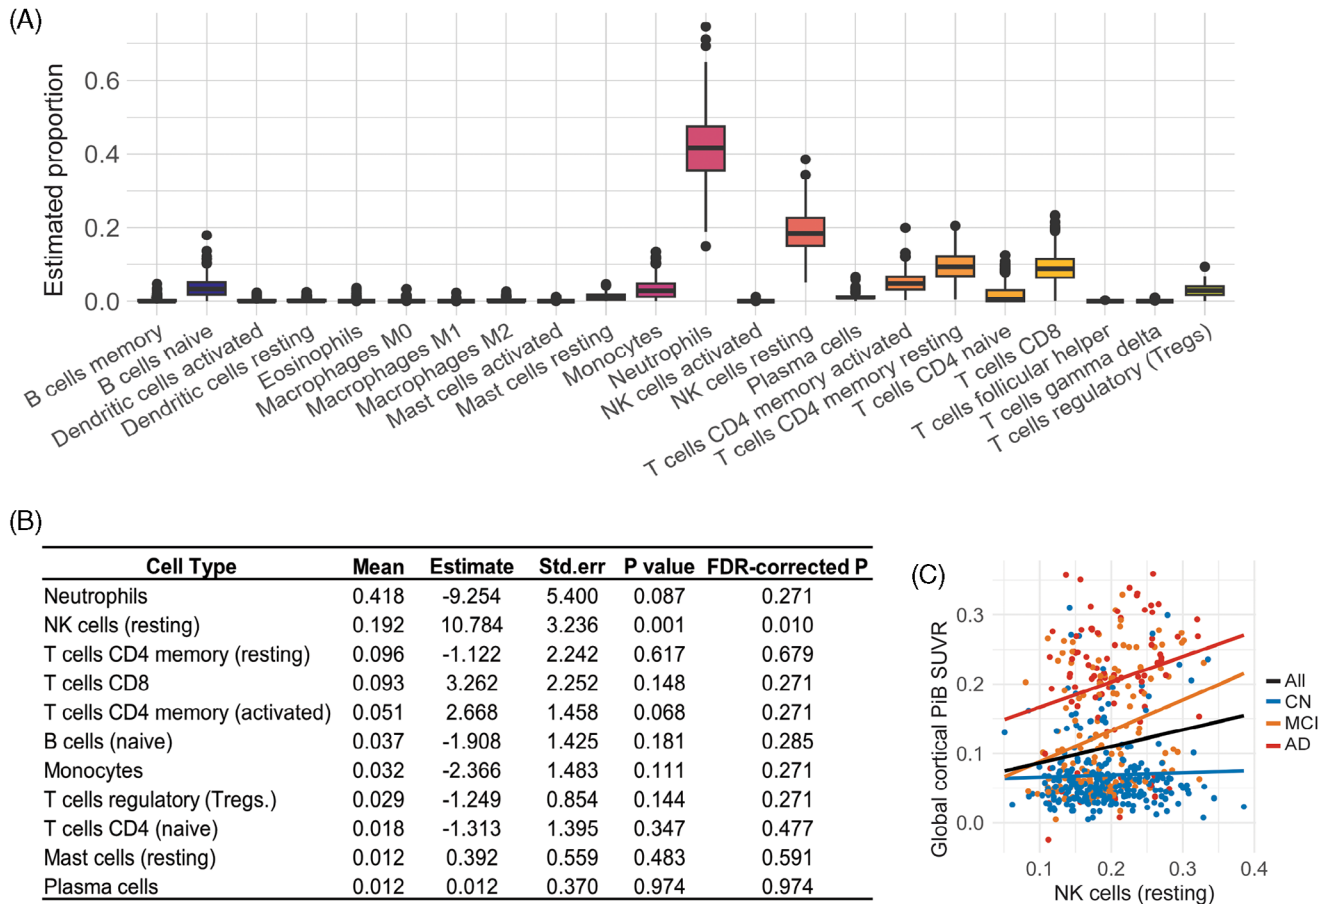 (A)
Estimated proportion
0.6
0.4
0.2
0.0
B cells memory
B cells naive
Dendritic cells activated
Dendritic cells resting
Eosinophils
Macrophages M0
Macrophages M1
Macrophages M2
Mast cells activated
Mast cells resting
Monocytes
Neutrophils
NK cells activated
NK cells resting
Plasma cells
T cells CD4 memory activated
T cells CD4 memory resting
T cells CD4 naive
T cells CD8
T cells follicular helper
T cells gamma delta
T cells regulatory (Tregs)
(B)
Cell Type Mean Estimate Std.err P value FDR-corrected P
Neutrophils 0.418 -9.254 5.400 0.087 0.271
NK cells (resting) 0.192 10.784 3.236 0.001 0.010
T cells CD4 memory (resting) 0.096 -1.122 2.242 0.617 0.679
T cells CD8 0.093 3.262 2.252 0.148 0.271
T cells CD4 memory (activated) 0.051 2.668 1.458 0.068 0.271
B cells (naive) 0.037 -1.908 1.425 0.181 0.285
Monocytes 0.032 -2.366 1.483 0.111 0.271
T cells regulatory (Tregs.) 0.029 -1.249 0.854 0.144 0.271
T cells CD4 (naive) 0.018 -1.313 1.395 0.347 0.477
Mast cells (resting) 0.012 0.392 0.559 0.483 0.591
Plasma cells 0.012 0.012 0.370 0.974 0.974
(C)
Global cortical PiB SUVR
0.3
0.2
0.1
0.0
0.1 0.2 0.3 0.4
NK cells (resting)
All
CN
MCI
AD